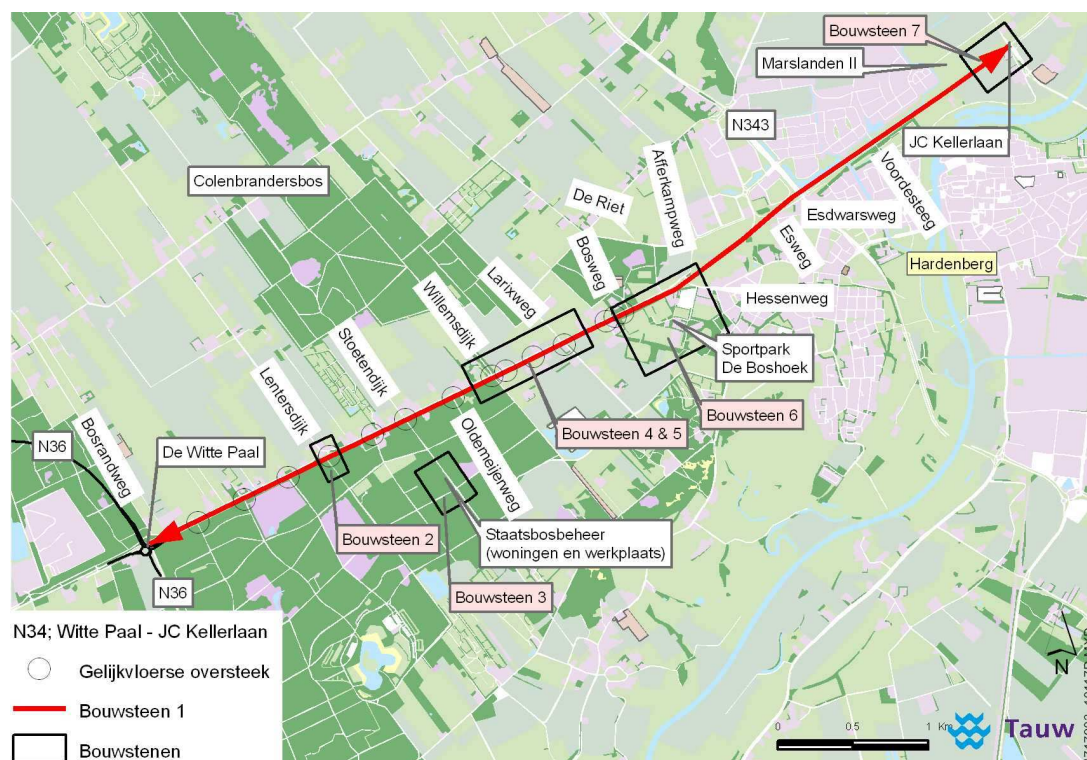 Bouwsteen 7
Marslanden II
N343
JC Kellerlaan
Colenbrandersbos
De Riet
Afferkampweg
Voordesteeg
Esdwarsweg
Esweg
Hardenberg
Bosweg
Larixweg
Willemsdijk
Hessenweg
Stoetendijk
Sportpark
De Boshoek
Lentersdijk
Bouwsteen 6
Bouwsteen 4 & 5
Oldemeijerweg
Bosrandweg
N36
De Witte Paal
Bouwsteen 2
Staatsbosbeheer
(woningen en werkplaats)
Bouwsteen 3
N36
N34; Witte Paal - JC Kellerlaan
Gelijkvloerse oversteek
Bouwsteen 1
Bouwstenen
N
0 0.5 1 Km
Tauw